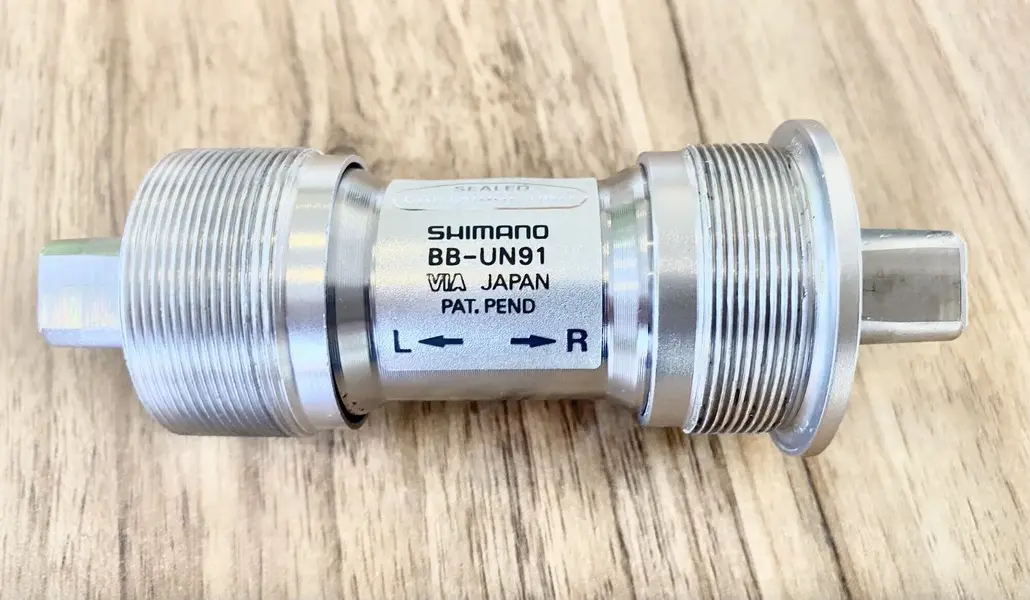 SEALED
SHIMANO
BB-UN91
VIA JAPAN
PAT. PEND
L ← → R